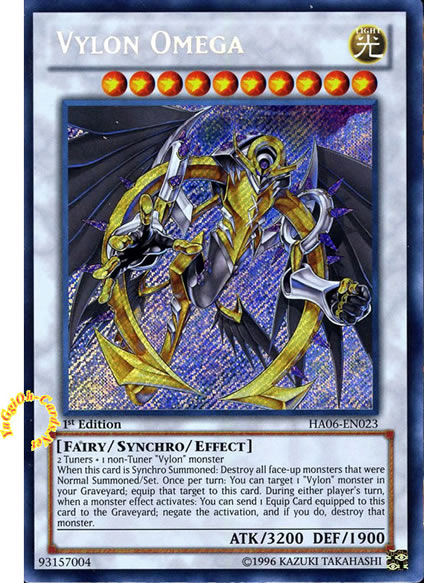 VYLON OMEGA
LIGHT
光
1st Edition
HA06-EN023
[FAIRY/SYNCHRO/EFFECT]
2 Tuners + 1 non-Tuner "Vylon" monster
When this card is Synchro Summoned: Destroy all face-up monsters that were
Normal Summoned/Set. Once per turn: You can target 1 "Vylon" monster in
your Graveyard; equip that target to this card. During either player's turn,
when a monster effect activates: You can send 1 Equip Card equipped to this
card to the Graveyard; negate the activation, and if you do, destroy that
monster.
ATK/3200 DEF/1900
93157004
©1996 KAZUKI TAKAHASHI